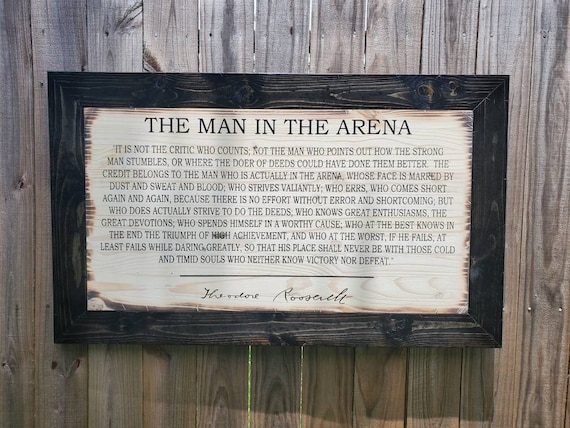 THE MAN IN THE ARENA
"IT IS NOT THE CRITIC WHO COUNTS; NOT THE MAN WHO POINTS OUT HOW THE STRONG
MAN STUMBLES, OR WHERE THE DOER OF DEEDS COULD HAVE DONE THEM BETTER. THE
CREDIT BELONGS TO THE MAN WHO IS ACTUALLY IN THE ARENA, WHOSE FACE IS MARRED BY
DUST AND SWEAT AND BLOOD; WHO STRIVES VALIANTLY; WHO ERRS, WHO COMES SHORT
AGAIN AND AGAIN, BECAUSE THERE IS NO EFFORT WITHOUT ERROR AND SHORTCOMING; BUT
WHO DOES ACTUALLY STRIVE TO DO THE DEEDS; WHO KNOWS GREAT ENTHUSIASMS, THE
GREAT DEVOTIONS; WHO SPENDS HIMSELF IN A WORTHY CAUSE; WHO AT THE BEST KNOWS IN
THE END THE TRIUMPH OF HIGH ACHIEVEMENT, AND WHO AT THE WORST, IF HE FAILS, AT
LEAST FAILS WHILE DARING GREATLY, SO THAT HIS PLACE SHALL NEVER BE WITH THOSE COLD
AND TIMID SOULS WHO NEITHER KNOW VICTORY NOR DEFEAT."
Theodore Roosevelt